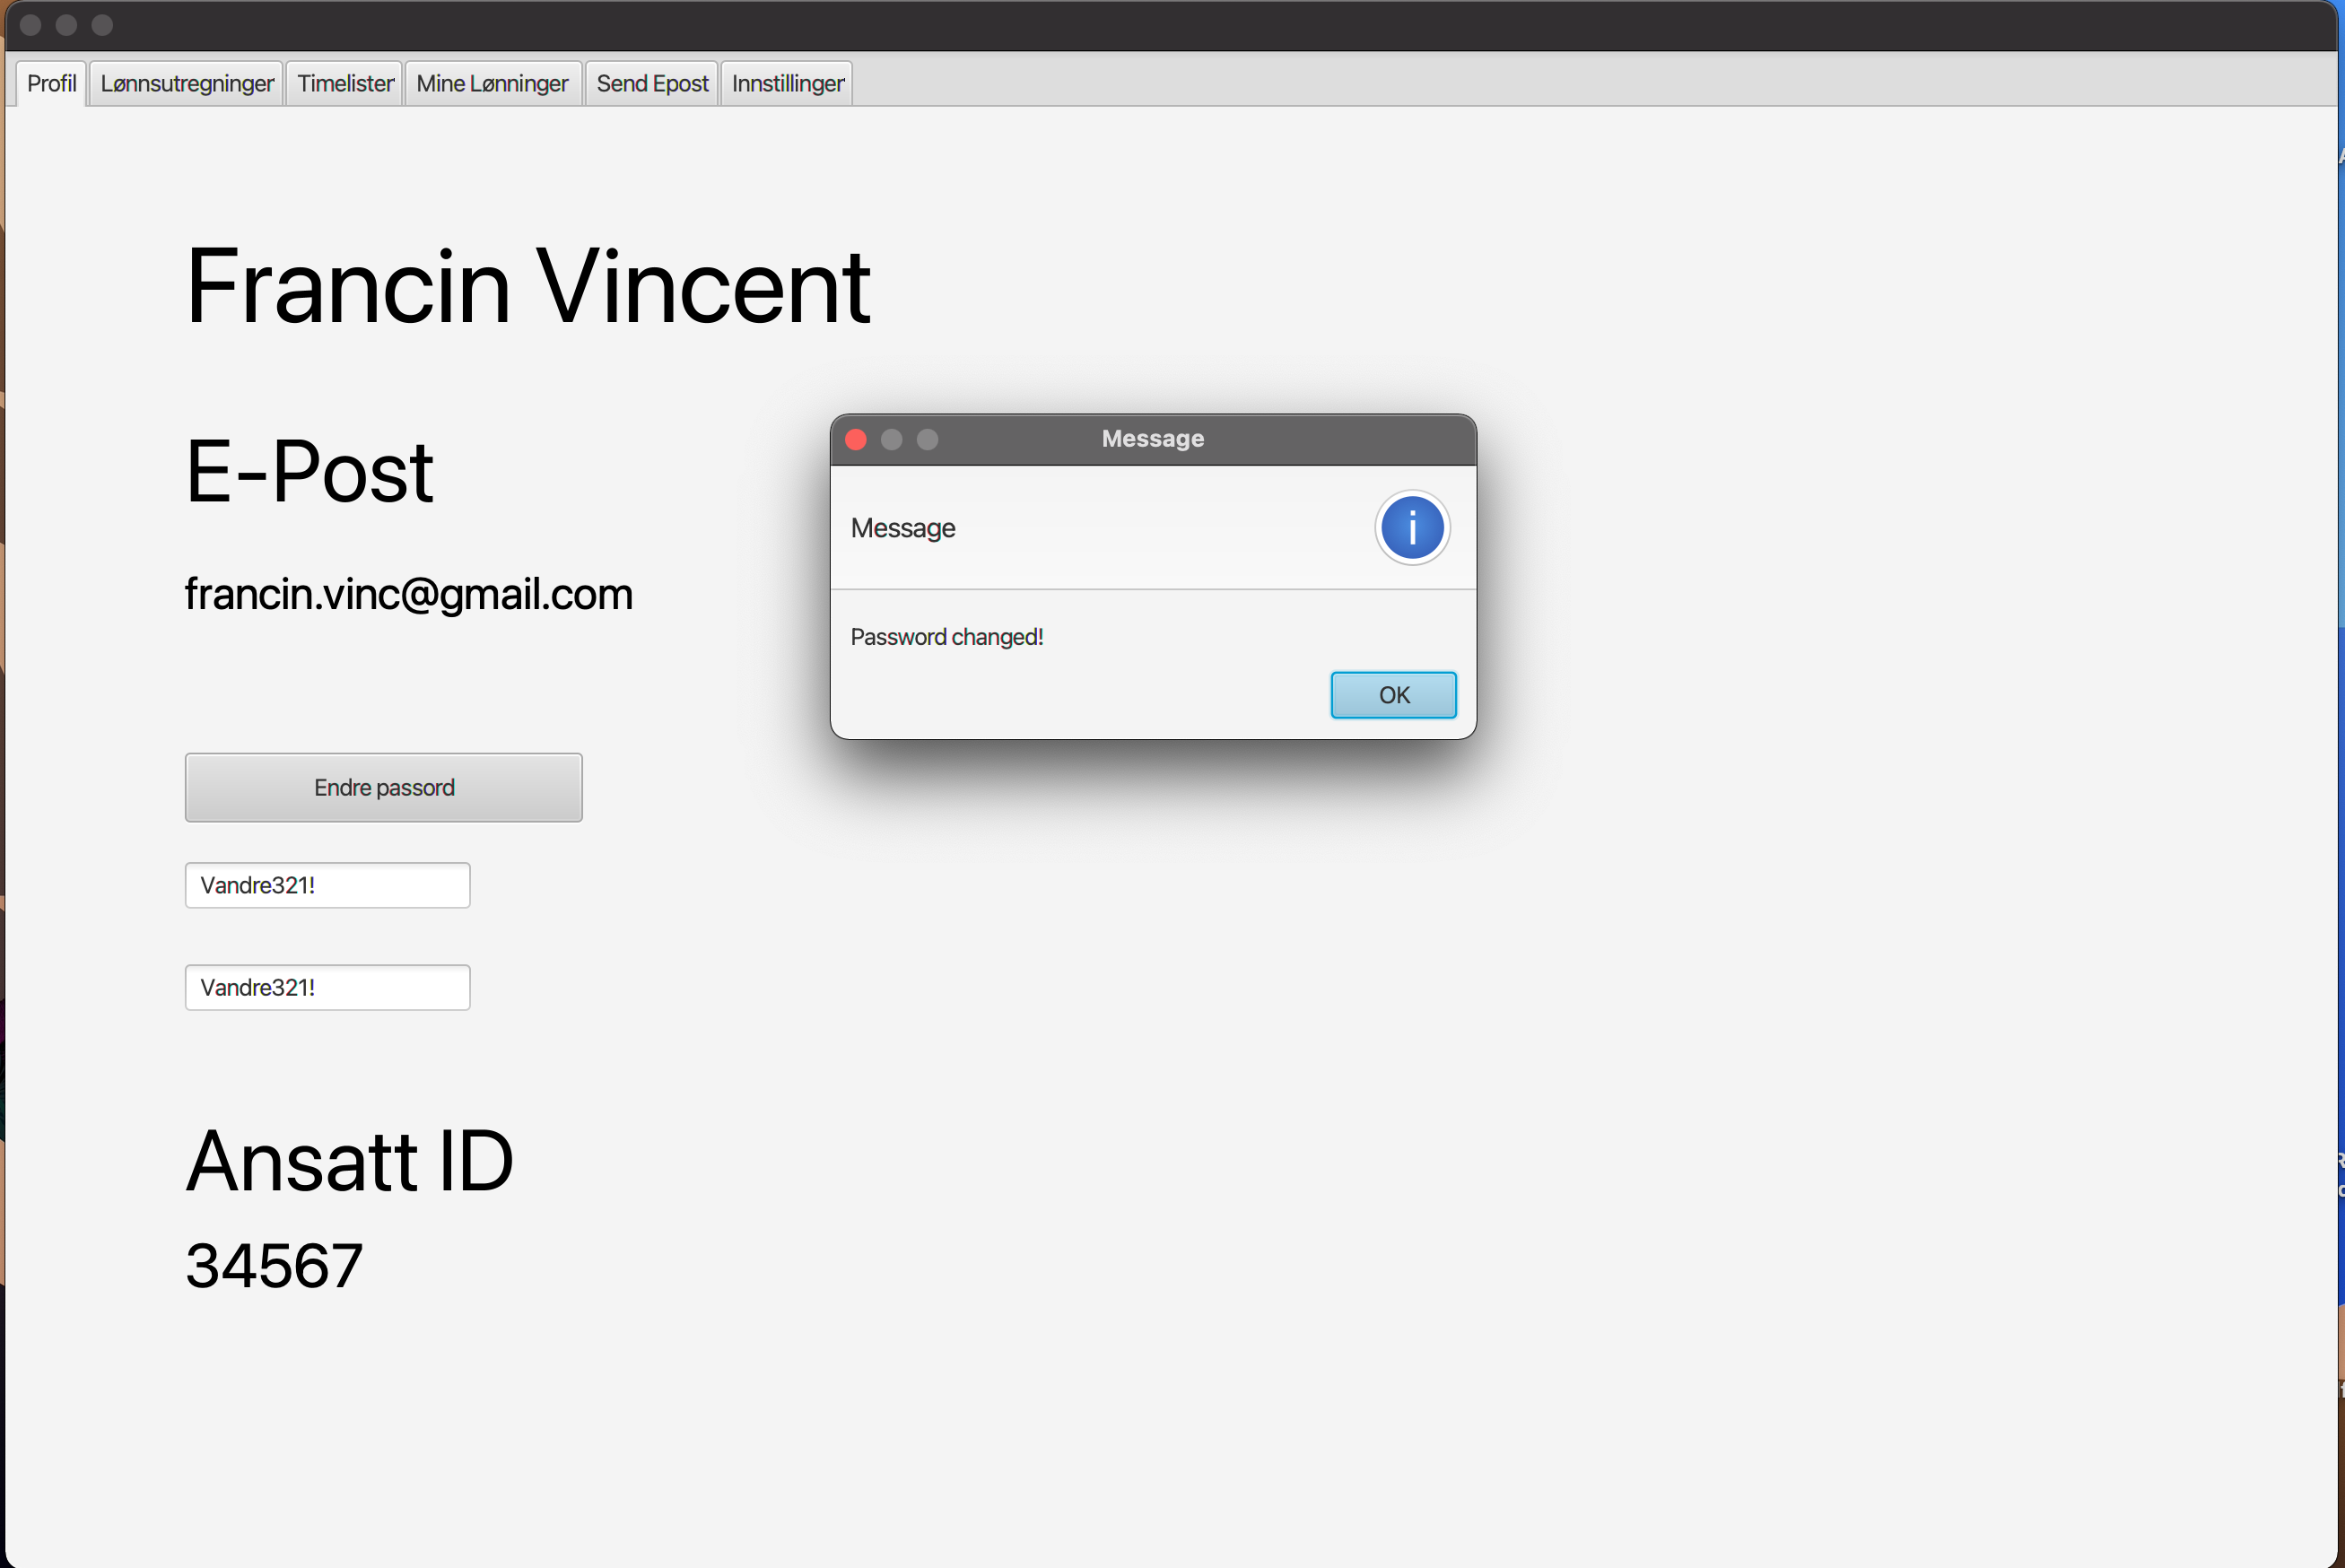 Profil
Lønnsutregninger
Timelister
Mine Lønninger
Send Epost
Innstillinger
Francin Vincent
E-Post
francin.vinc@gmail.com
Message
Message
i
Password changed!
OK
Endre passord
Vandre321!
Vandre321!
Ansatt ID
34567